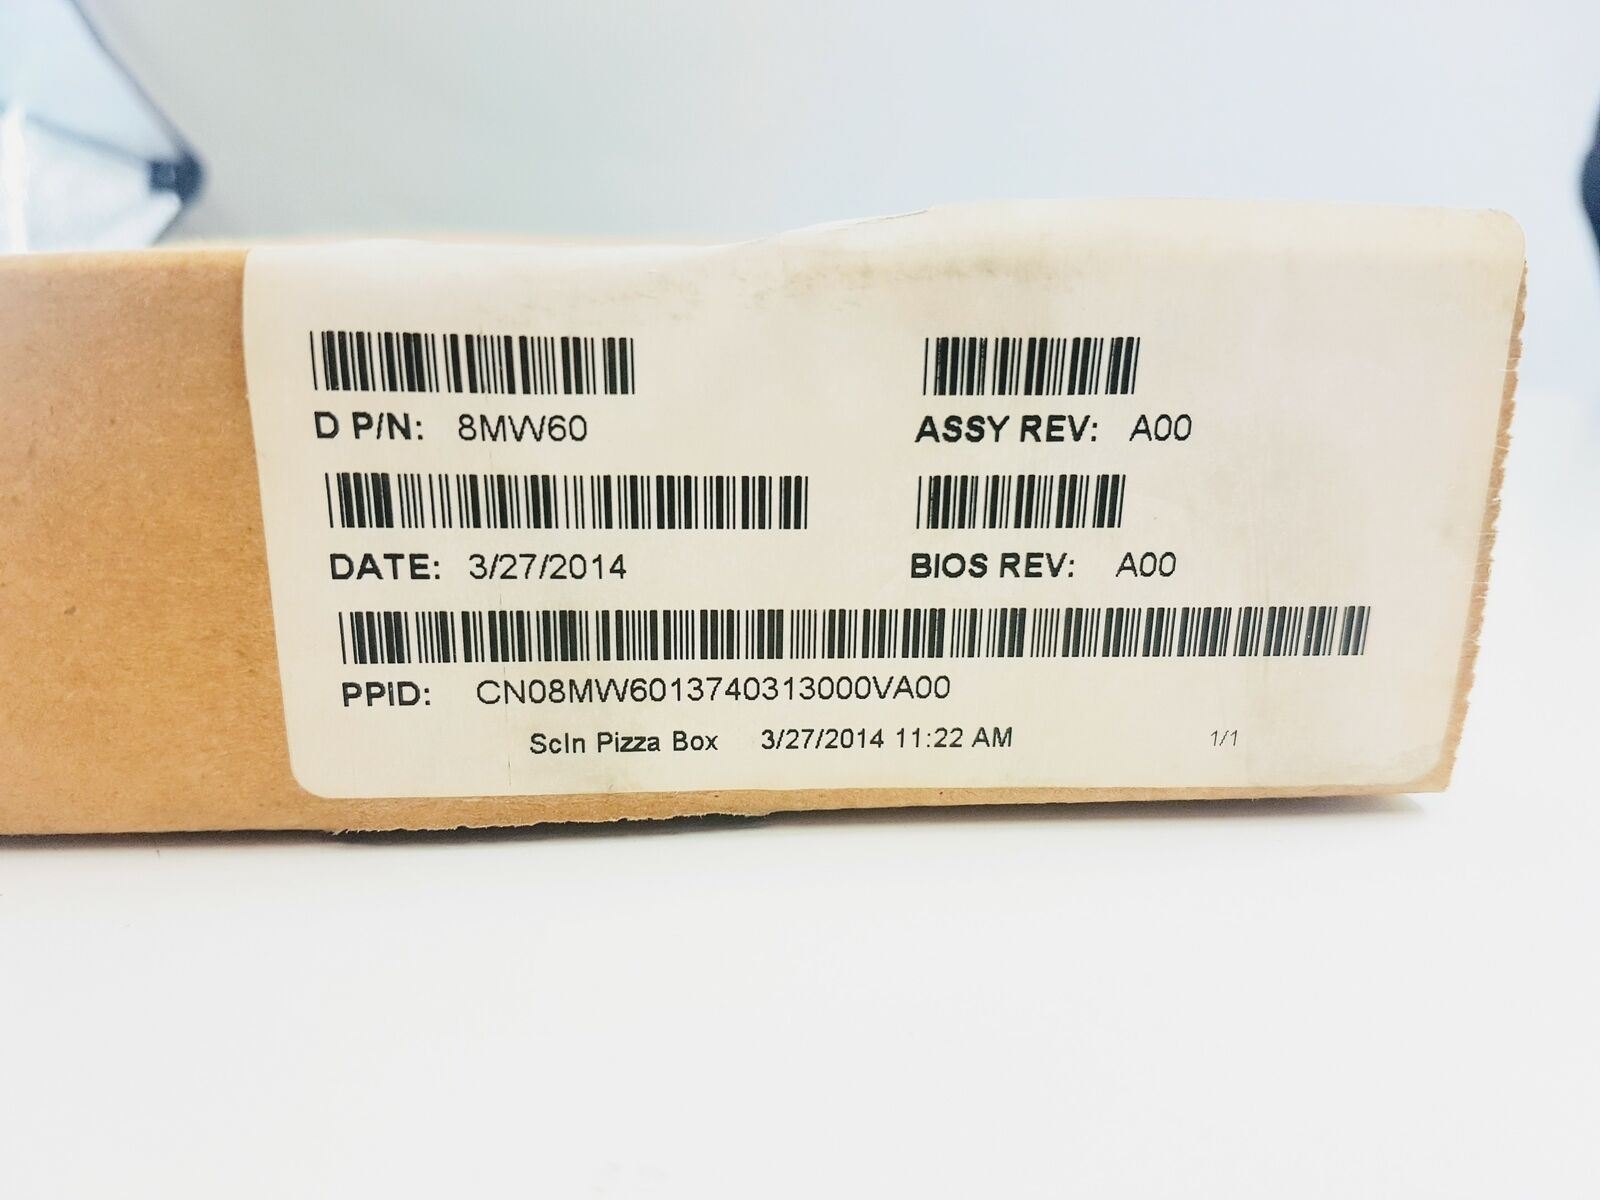 D P/N: 8MW60
ASSY REV: A00
DATE: 3/27/2014
BIOS REV: A00
PPID: CN08MW6013740313000VA00
ScIn Pizza Box 3/27/2014 11:22 AM 1/1